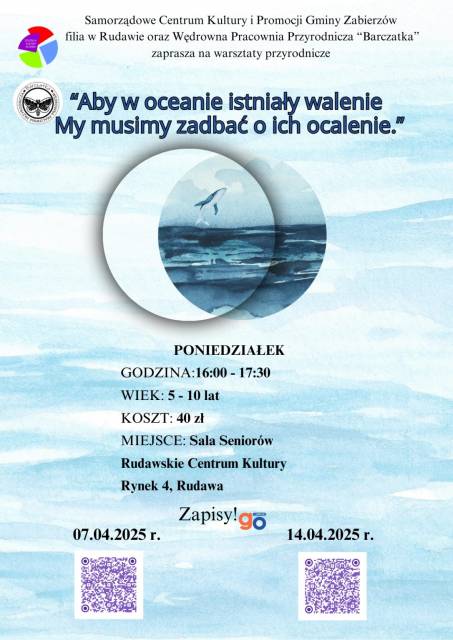 Samorządowe Centrum Kultury i Promocji Gminy Zabierzów
filia w Rudawie oraz Wędrowna Pracownia Przyrodnicza “Barczatka”
zaprasza na warsztaty przyrodnicze
“Aby w oceanie istniały walenie
My musimy zadbać o ich ocalenie.”
PONIEDZIAŁEK
GODZINA:16:00 - 17:30
WIEK: 5 - 10 lat
KOSZT: 40 zł
MIEJSCE: Sala Seniorów
Rudawskie Centrum Kultury
Rynek 4, Rudawa
Zapisy! go
07.04.2025 r. 14.04.2025 r.